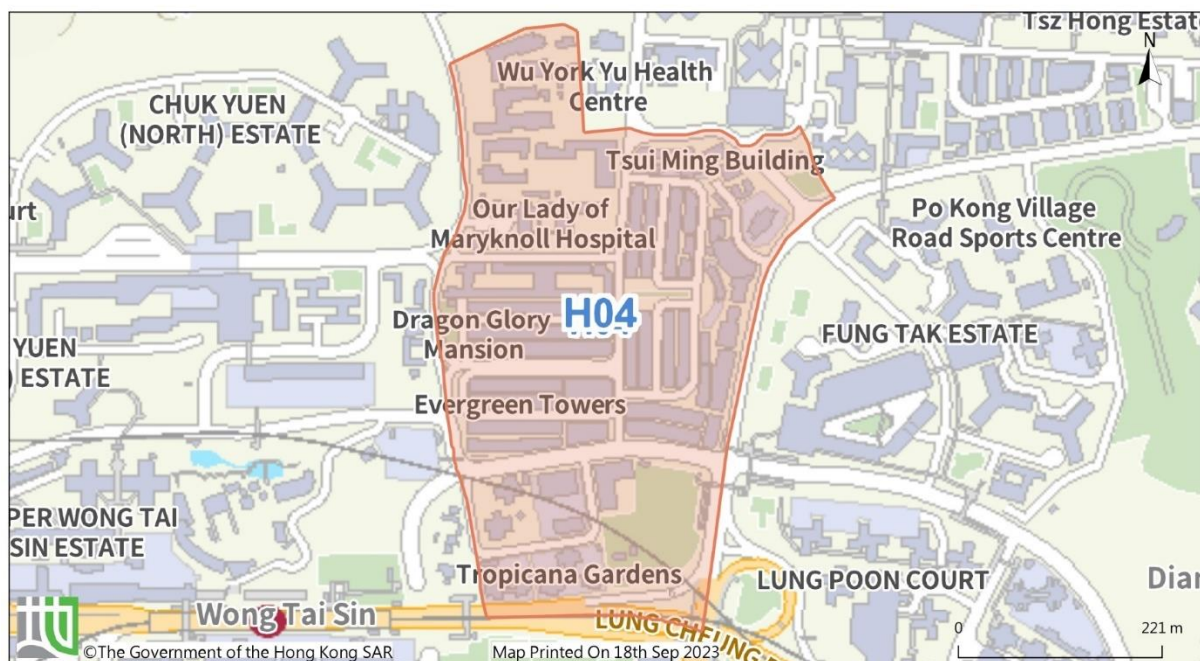 Tsz Hong Estate
N
Wu York Yu Health
Centre
CHUK YUEN
(NORTH) ESTATE
Tsui Ming Building
urt
Our Lady of
Maryknoll Hospital
Po Kong Village
Road Sports Centre
H04
Dragon Glory
Mansion
FUNG TAK ESTATE
YUEN
) ESTATE
Evergreen Towers
PER WONG TAI
SIN ESTATE
Tropicana Gardens
LUNG POON COURT
Diar
Wong Tai Sin
LUNG CHEUNG
0
221 m
©The Government of the Hong Kong SAR
Map Printed On 18th Sep 2023